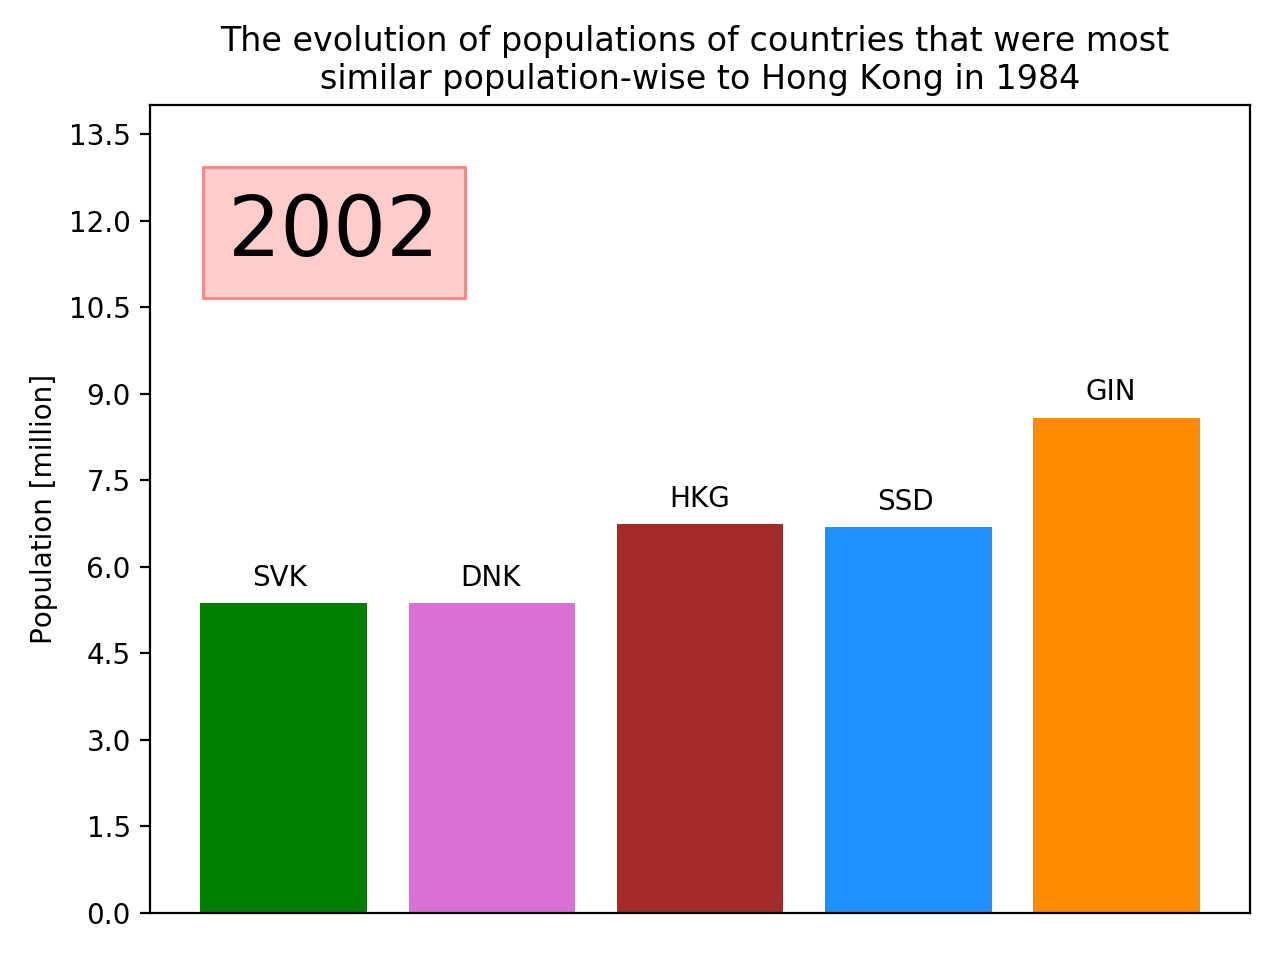 The evolution of populations of countries that were most
similar population-wise to Hong Kong in 1984
13.5
12.0
10.5
9.0
7.5
6.0
4.5
3.0
1.5
0.0
Population [million]
2002
SVK
DNK
HKG
SSD
GIN